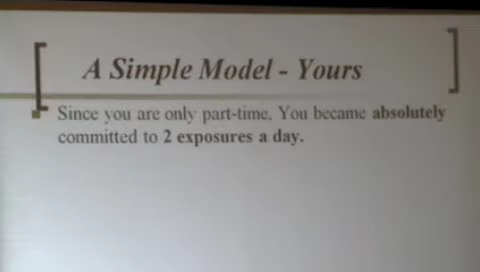 A Simple Model - Yours
Since you are only part-time. You became absolutely
committed to 2 exposures a day.